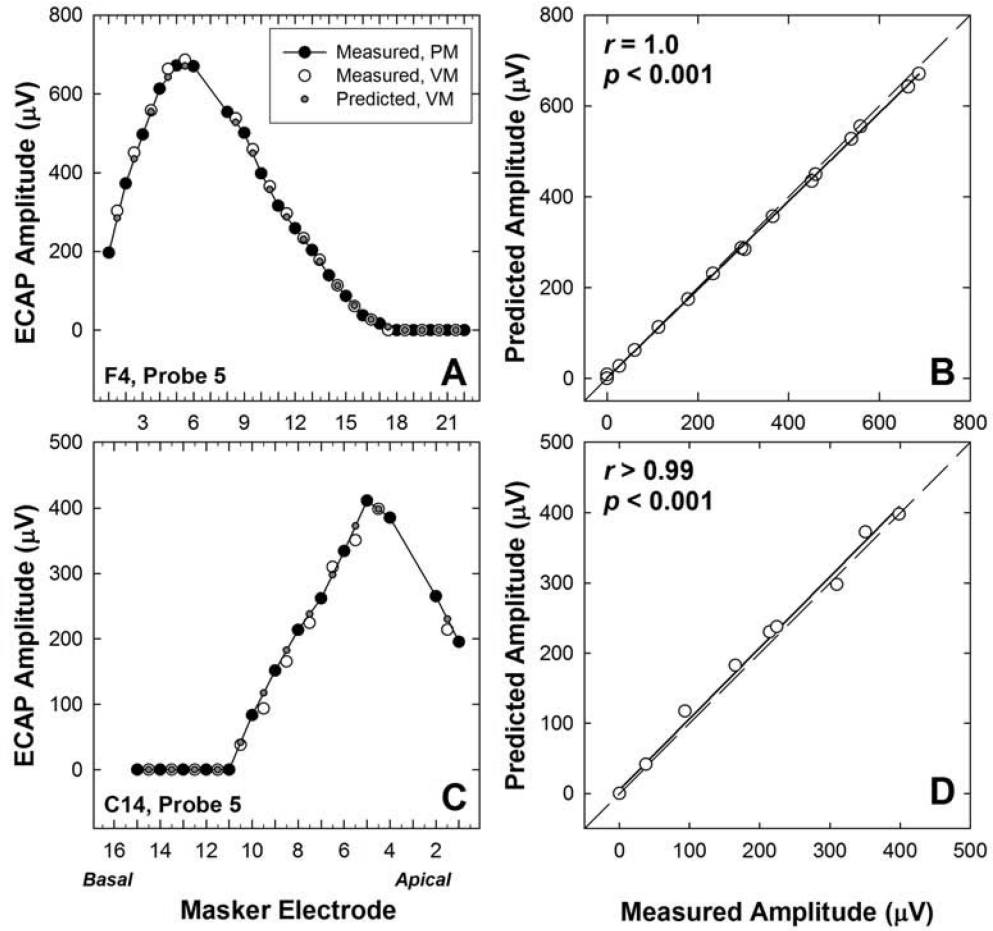 ECAP Amplitude (µV)
800
600
400
200
0
Measured, PM
Measured, VM
Predicted, VM
F4, Probe 5
A
3 6 9 12 15 18 21
Predicted Amplitude (µV)
800
600
400
200
0
r = 1.0
p < 0.001
B
0 200 400 600 800
ECAP Amplitude (µV)
500
400
300
200
100
0
C14, Probe 5
C
16 14 12 10 8 6 4 2
Basal Apical
Masker Electrode
Predicted Amplitude (µV)
500
400
300
200
100
0
r > 0.99
p < 0.001
D
0 100 200 300 400 500
Measured Amplitude (µV)